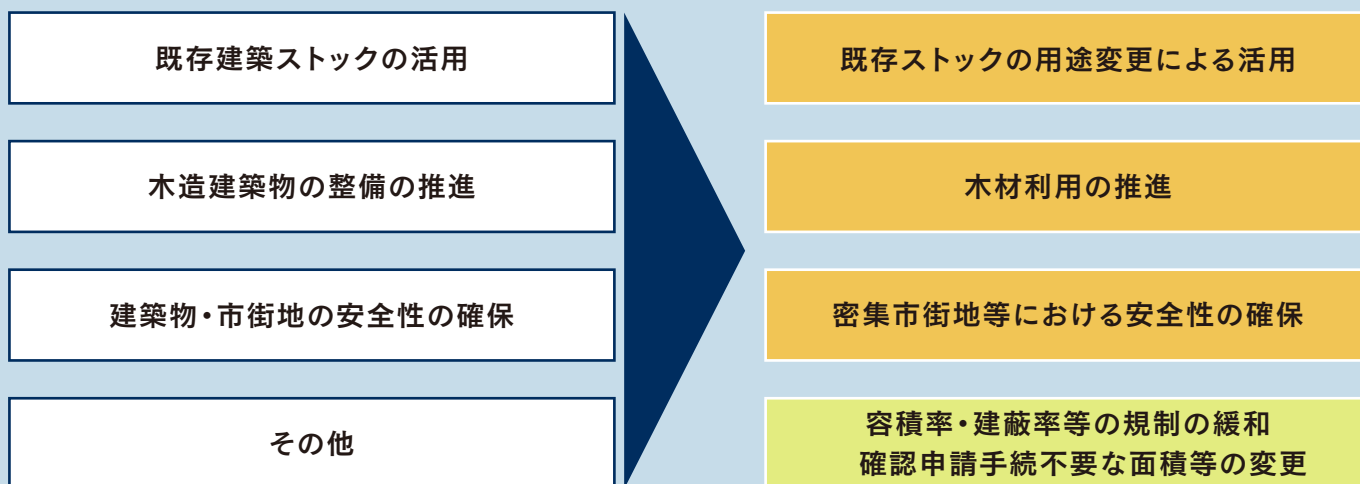 既存建築ストックの活用
既存ストックの用途変更による活用
木造建築物の整備の推進
木材利用の推進
建築物・市街地の安全性の確保
密集市街地等における安全性の確保
その他
容積率・建蔽率等の規制の緩和
確認申請手続不要な面積等の変更